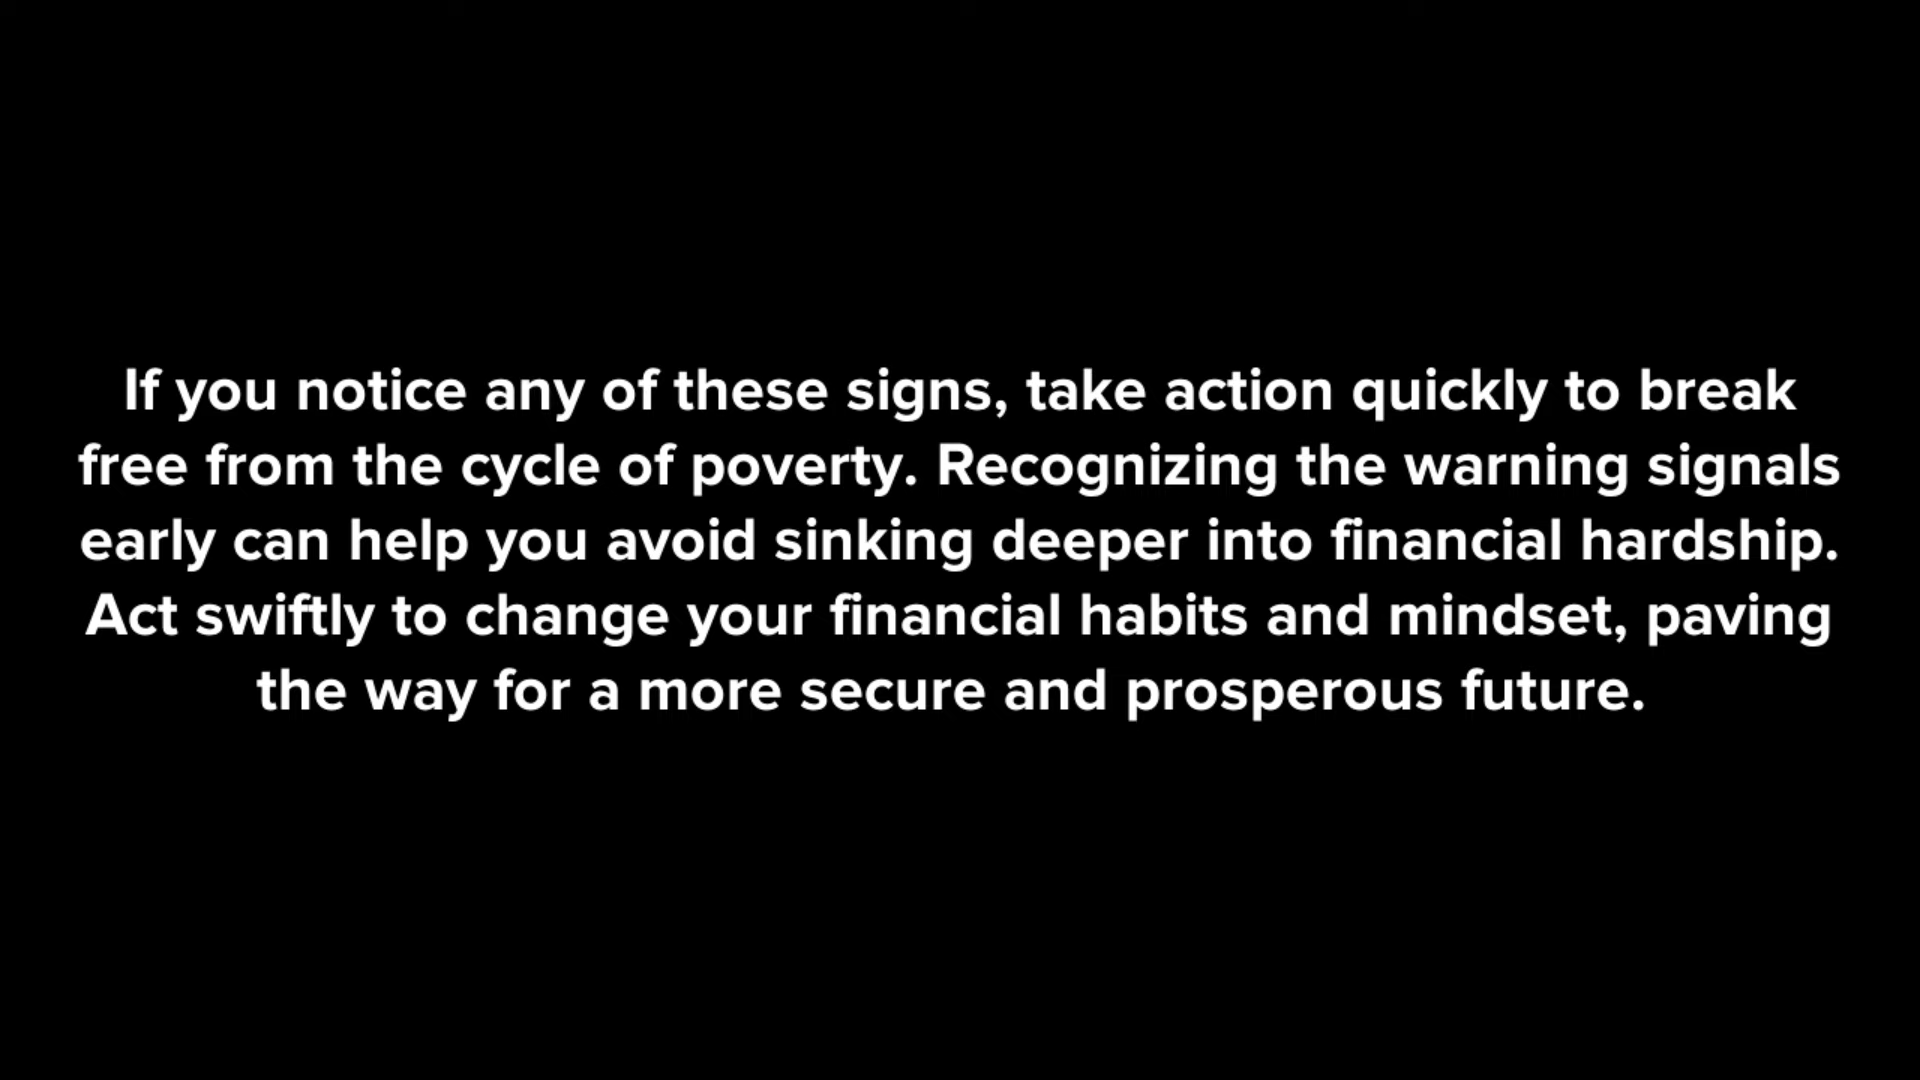 If you notice any of these signs, take action quickly to break
free from the cycle of poverty. Recognizing the warning signals
early can help you avoid sinking deeper into financial hardship.
Act swiftly to change your financial habits and mindset, paving
the way for a more secure and prosperous future.